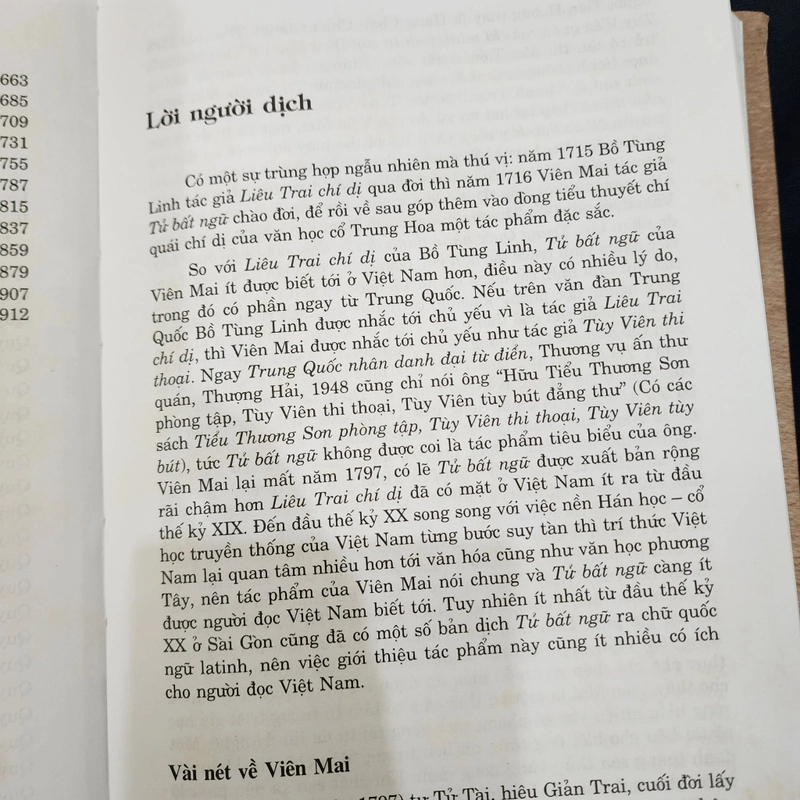 663
685
709
731
755
787
815
837
859
879
907
912
Lời người dịch
Có một sự trùng hợp ngẫu nhiên mà thú vị: năm 1715 Bồ Tùng
Linh tác giả Liêu Trai chí dị qua đời thì năm 1716 Viên Mai tác giả
Tử bất ngữ chào đời, để rồi về sau góp thêm vào dòng tiểu thuyết chí
quái chí dị của văn học cổ Trung Hoa một tác phẩm đặc sắc.
So với Liêu Trai chí dị của Bồ Tùng Linh, Tử bất ngữ của
Viên Mai ít được biết tới ở Việt Nam hơn, điều này có nhiều lý do,
trong đó có phần ngay từ Trung Quốc. Nếu trên văn đàn Trung
Quốc Bồ Tùng Linh được nhắc tới chủ yếu vì là tác giả Liêu Trai
chí dị, thì Viên Mai được nhắc tới chủ yếu như tác giả Tùy Viên thi
thoại. Ngay Trung Quốc nhân danh đại từ điển, Thương vụ ấn thư
quán, Thượng Hải, 1948 cũng chỉ nói ông “Hữu Tiểu Thương Sơn
phòng tập, Tùy Viên thi thoại, Tùy Viên tùy bút đẳng thư” (Có các
sách Tiểu Thương Sơn phòng tập, Tùy Viên thi thoại, Tùy Viên tùy
bút), tức Tử bất ngữ không được coi là tác phẩm tiêu biểu của ông.
Viên Mai lại mất năm 1797, có lẽ Tử bất ngữ được xuất bản rộng
rãi chậm hơn Liêu Trai chí dị đã có mặt ở Việt Nam ít ra từ đầu
thế kỷ XIX. Đến đầu thế kỷ XX song song với việc nền Hán học – cổ
học truyền thống của Việt Nam từng bước suy tàn thì trí thức Việt
Nam lại quan tâm nhiều hơn tới văn hóa cũng như văn học phương
Tây, nên tác phẩm của Viên Mai nói chung và Tử bất ngữ càng ít
được người đọc Việt Nam biết tới. Tuy nhiên ít nhất từ đầu thế kỷ
XX ở Sài Gòn cũng đã có một số bản dịch Tử bất ngữ ra chữ quốc
ngữ latinh, nên việc giới thiệu tác phẩm này cũng ít nhiều có ích
cho người đọc Việt Nam.
Vài nét về Viên Mai
1797) tự Tử Tài, hiệu Giản Trai, cuối đời lấy